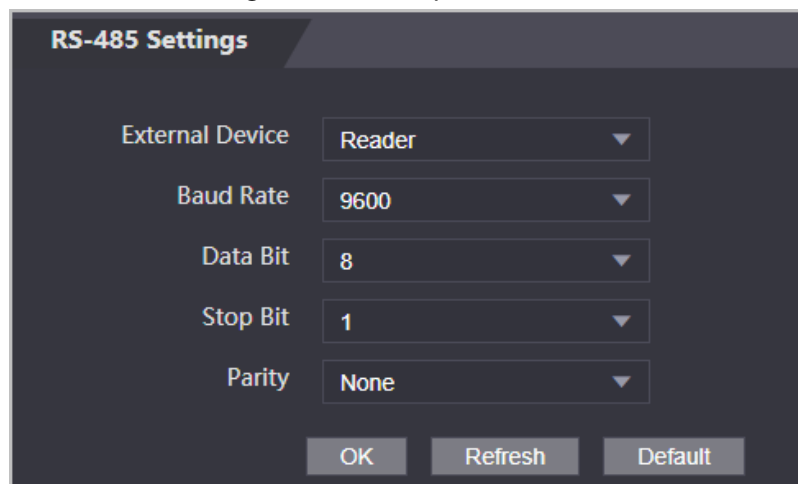 RS-485 Settings
External Device Reader
Baud Rate 9600
Data Bit 8
Stop Bit 1
Parity None
OK Refresh Default